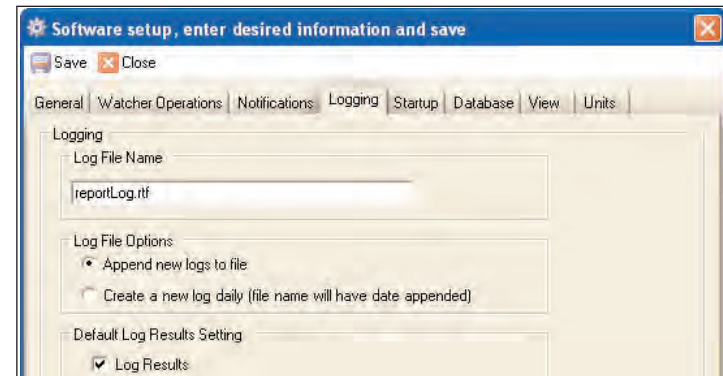 Software setup, enter desired information and save
Save Close
General Watcher Operations Notifications Logging Startup Database View Units
Logging
Log File Name
reportLog.rtf
Log File Options
Append new logs to file
Create a new log daily (file name will have date appended)
Default Log Results Setting
Log Results